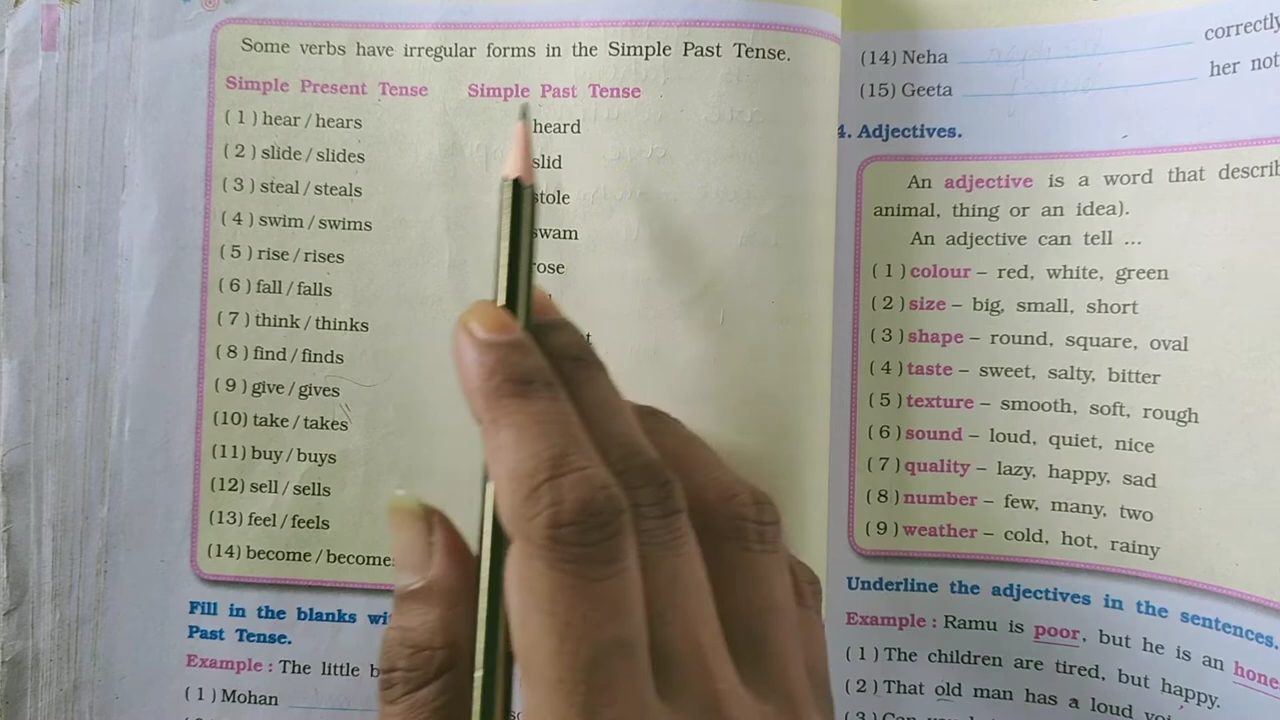 Some verbs have irregular forms in the Simple Past Tense.
Simple Present Tense Simple Past Tense
( 1 ) hear / hears heard
( 2 ) slide / slides slid
( 3 ) steal / steals stole
( 4 ) swim / swims swam
( 5 ) rise / rises rose
( 6 ) fall / falls
( 7 ) think / thinks
( 8 ) find / finds
( 9 ) give / gives
(10) take / takes
(11) buy / buys
(12) sell / sells
(13) feel / feels
(14) become / become
Fill in the blanks
Past Tense.
Example : The little
( 1 ) Mohan
(14) Neha correctly
(15) Geeta her not
4. Adjectives.
An adjective is a word that describ
animal, thing or an idea).
An adjective can tell ...
( 1 ) colour – red, white, green
( 2 ) size – big, small, short
( 3 ) shape – round, square, oval
( 4 ) taste – sweet, salty, bitter
( 5 ) texture – smooth, soft, rough
( 6 ) sound – loud, quiet, nice
( 7 ) quality – lazy, happy, sad
( 8 ) number – few, many, two
( 9 ) weather – cold, hot, rainy
Underline the adjectives in the sentences.
Example : Ramu is poor, but he is an hone
( 1 ) The children are tired, but happy.
( 2 ) That old man has a loud